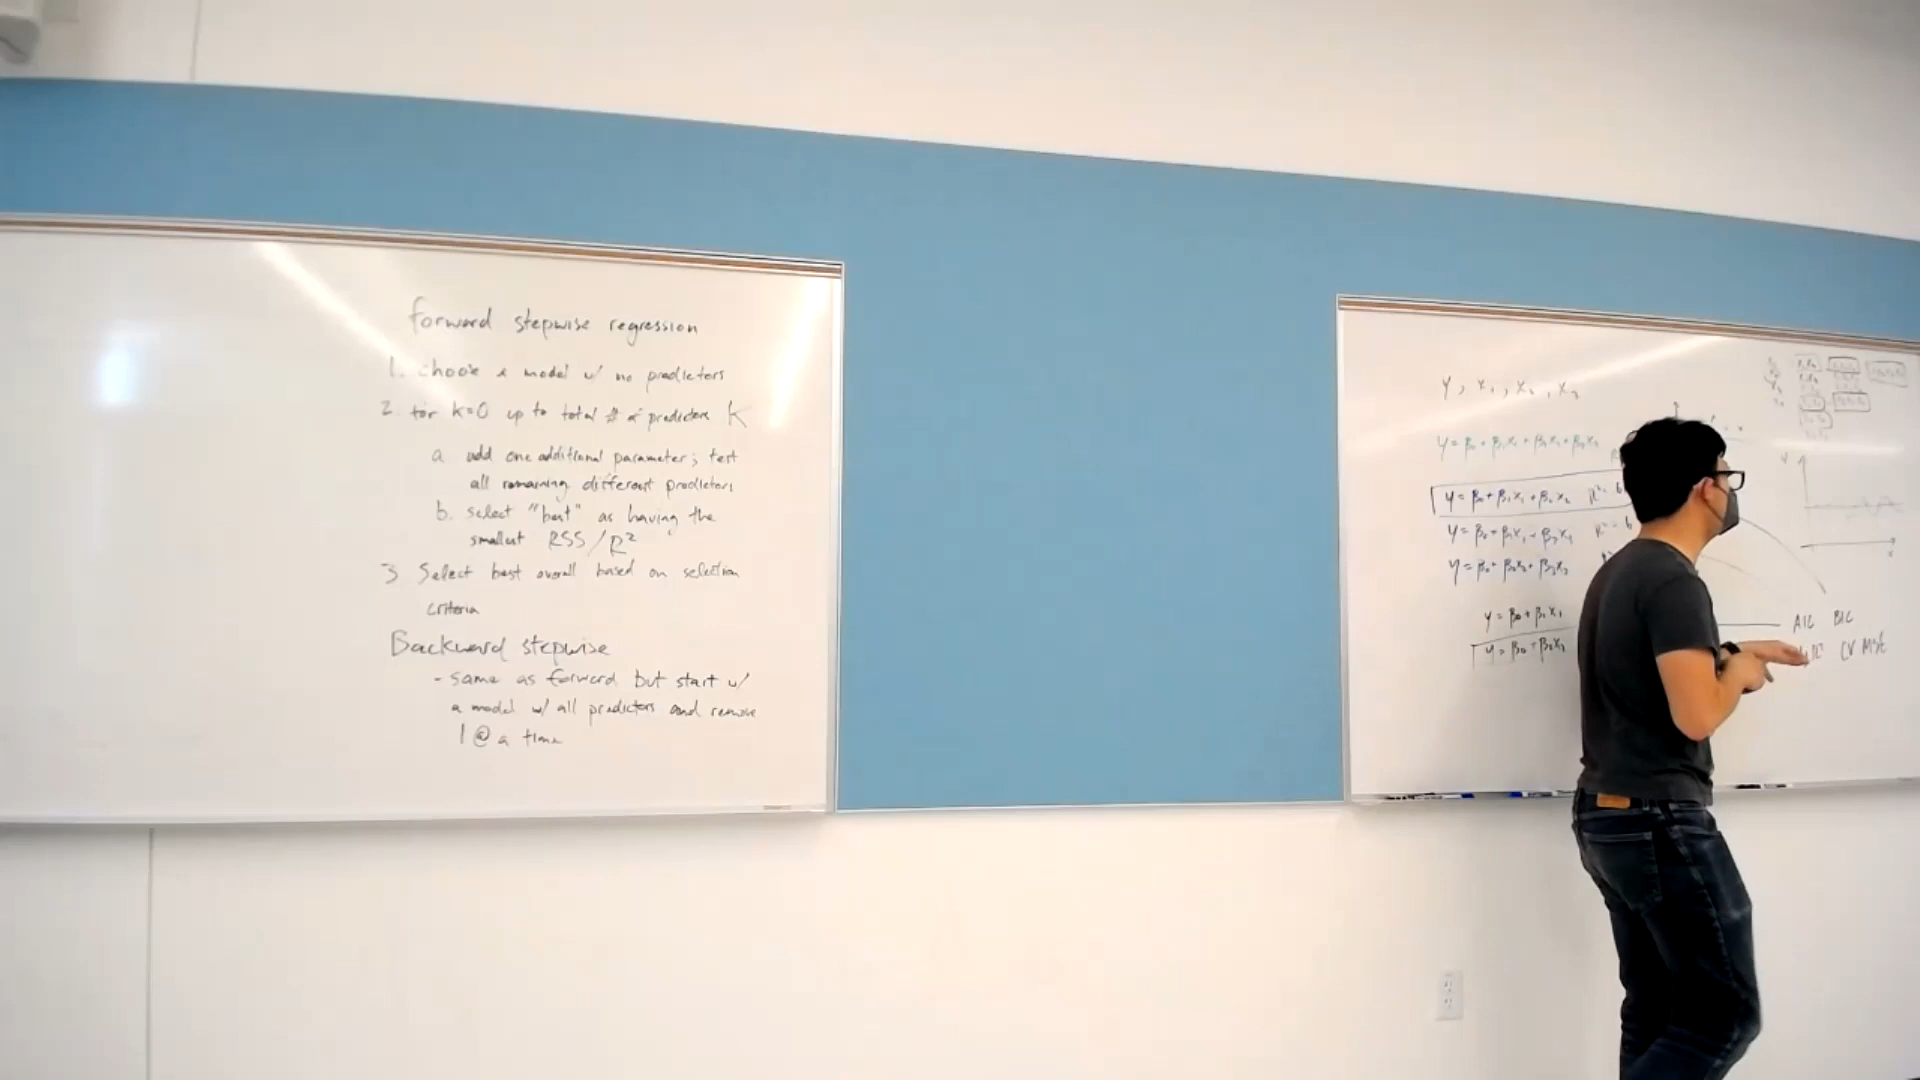 forward stepwise regression
1. choose a model w/ no predictors
2. for k=0 up to total # of predictors K
a. add one additional parameter; test
all remaining different predictors
b. select "best" as having the
smallest RSS/R²
3 Select best overall based on selection
criteria
Backward stepwise
- same as forward but start w/
a model w/ all predictors and remove
1 @ a time
y, x₁, x₂, x₃
y = β₀ + β₁x₁ + β₂x₂ + β₃x₃
y = β₀ + β₁x₁ + β₂x₂ R²=
y = β₀ + β₁x₁ + β₃x₃ R²=
y = β₀ + β₂x₂ + β₃x₃
y = β₀ + β₁x₁
AIC BIC
CV MSE